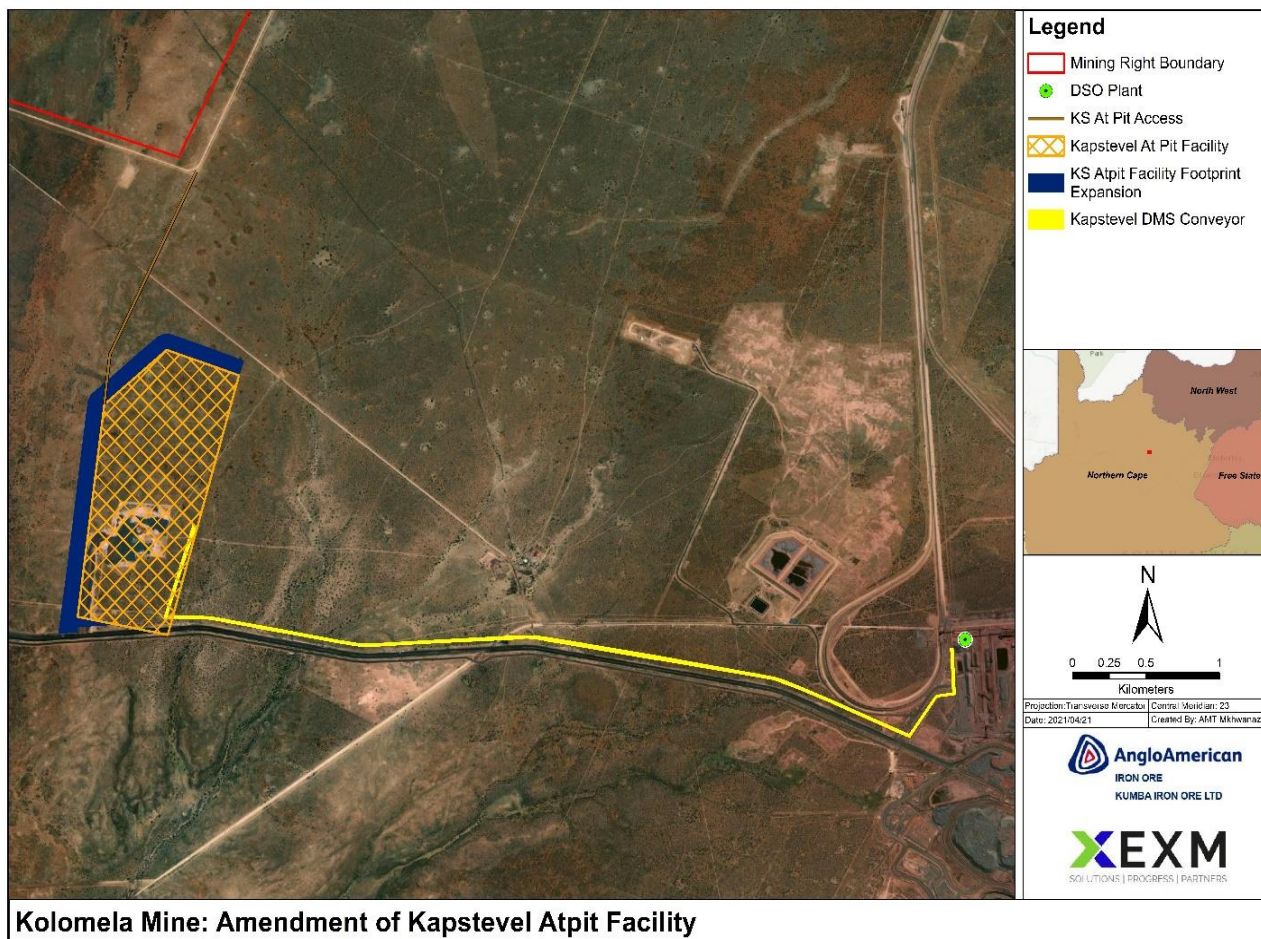 Legend
Mining Right Boundary
DSO Plant
KS At Pit Access
Kapstevel At Pit Facility
KS Atpit Facility Footprint
Expansion
Kapstevel DMS Conveyor
North West
Northern Cape
Free State
N
0 0.25 0.5 1
Kilometers
Projection:Transverse Mercator Central Meridian: 23
Date: 2021/04/21 Created By: AMT Mkhwanaz
AngloAmerican
IRON ORE
KUMBA IRON ORE LTD
EXM
SOLUTIONS | PROGRESS | PARTNERS
Kolomela Mine: Amendment of Kapstevel Atpit Facility